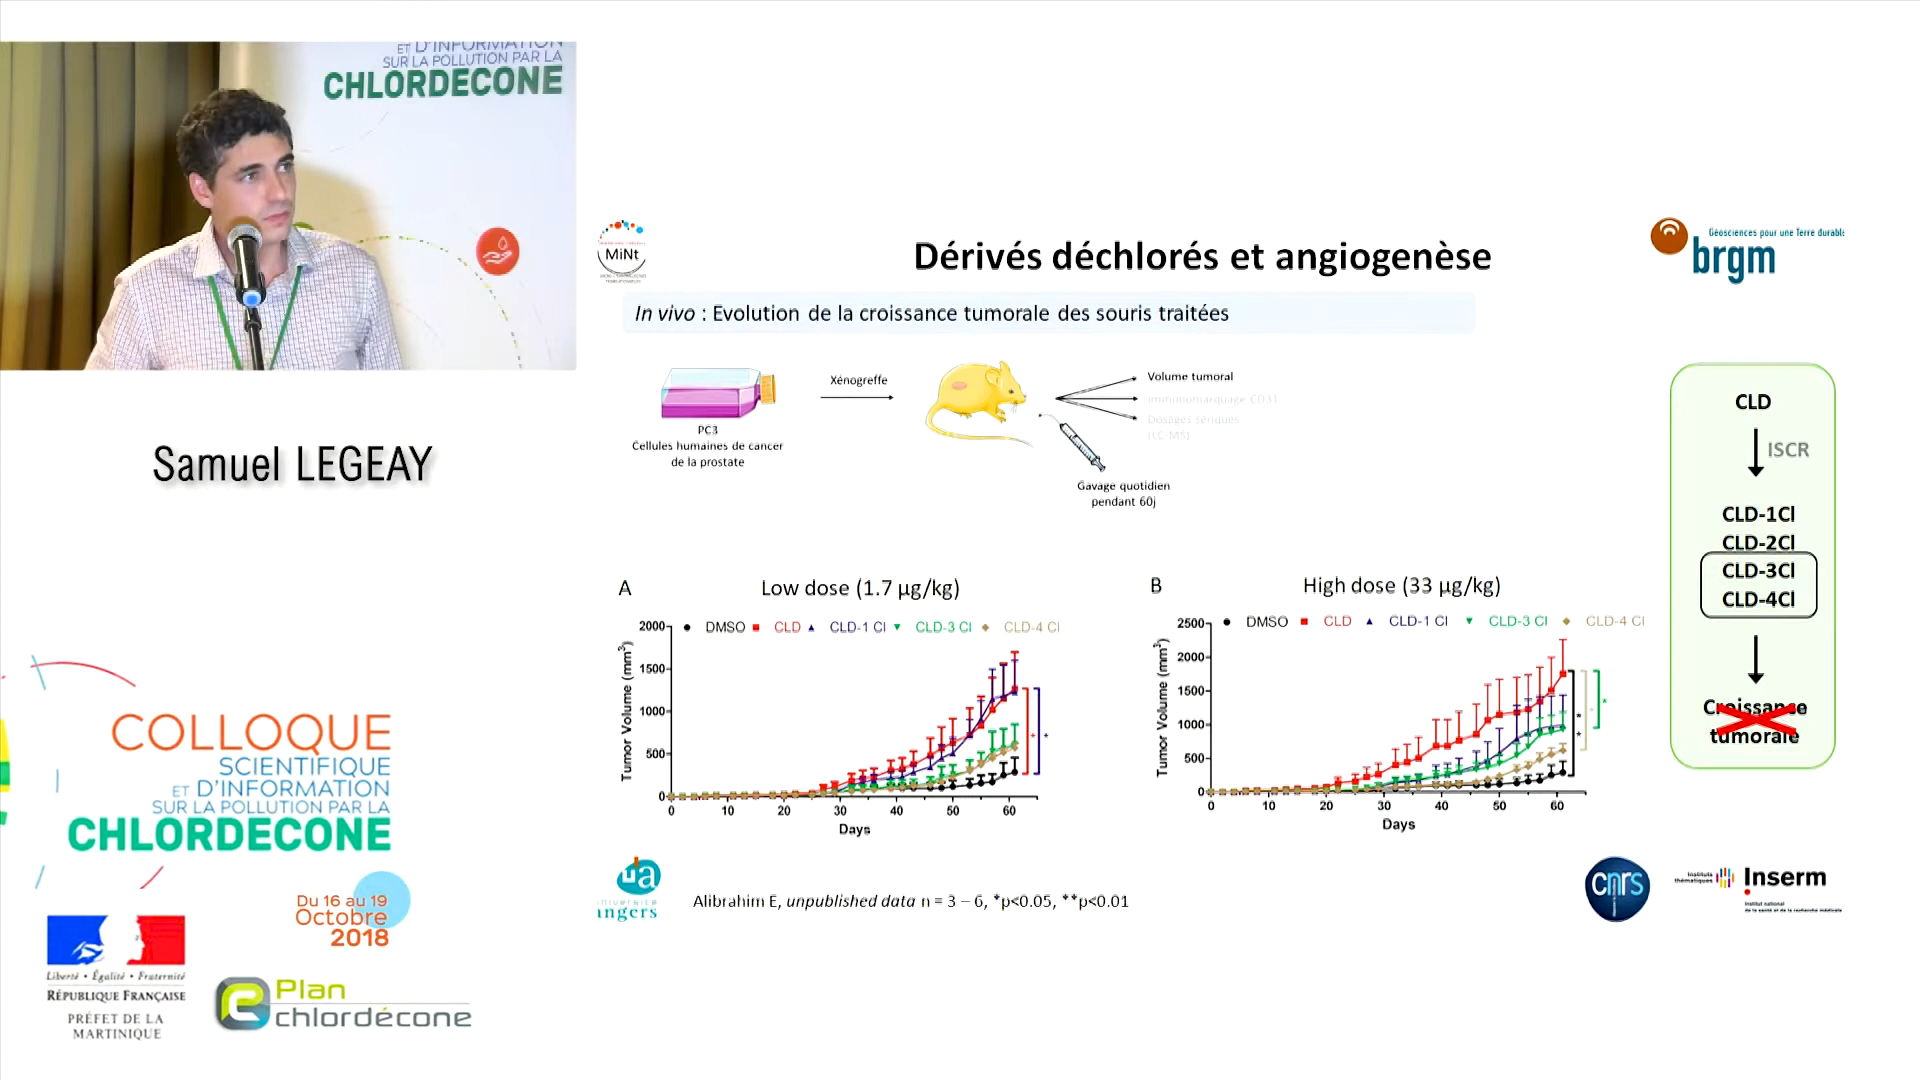 ET D'INFORMATION
SUR LA POLLUTION PAR LA
CHLORDECONE
Samuel LEGEAY
COLLOQUE
SCIENTIFIQUE
ET D'INFORMATION
SUR LA POLLUTION PAR LA
CHLORDECONE
Du 16 au 19
Octobre
2018
Liberté • Égalité • Fraternité
RÉPUBLIQUE FRANÇAISE
PRÉFET DE LA
MARTINIQUE
Plan
chlordécone
MiNt
Dérivés déchlorés et angiogenèse
Géosciences pour une Terre durable
brgm
In vivo : Evolution de la croissance tumorale des souris traitées
PC3
Cellules humaines de cancer
de la prostate
Xénogreffe
Volume tumoral
Immunomarquage CD31
Dosages sériques
(LC-MS)
Gavage quotidien
pendant 60j
A Low dose (1.7 µg/kg)
DMSO CLD CLD-1 Cl CLD-3 Cl CLD-4 Cl
Tumor Volume (mm³)
2000
1500
1000
500
0
0 10 20 30 40 50 60
Days
*
*
B High dose (33 µg/kg)
DMSO CLD CLD-1 Cl CLD-3 Cl CLD-4 Cl
Tumor Volume (mm³)
2500
2000
1500
1000
500
0
0 10 20 30 40 50 60
Days
**
*
*
CLD
ISCR
CLD-1Cl
CLD-2Cl
CLD-3Cl
CLD-4Cl
Croissance
tumorale
ua
université
angers
Alibrahim E, unpublished data n = 3 – 6, *p<0.05, **p<0.01
cnrs
Instituts
thématiques
Inserm
Institut national
de la santé et de la recherche médicale